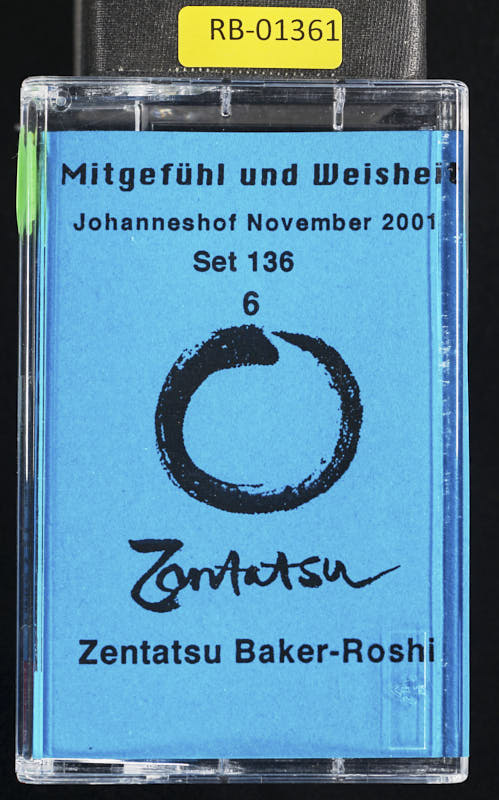 RB-01361
Mitgefühl und Weisheit
Johanneshof November 2001
Set 136
6
Zentatsu
Zentatsu Baker-Roshi